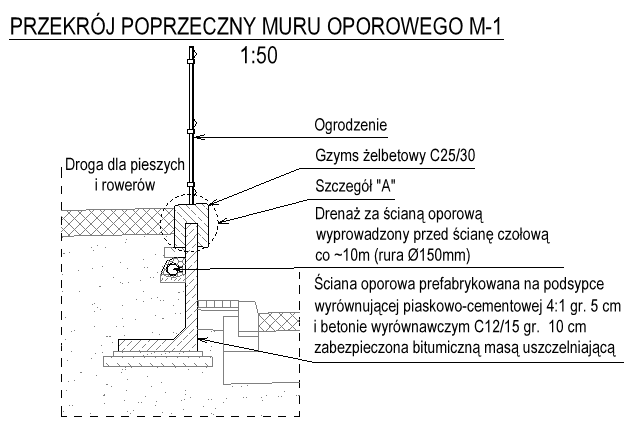 PRZEKRÓJ POPRZECZNY MURU OPOROWEGO M-1
1:50
Ogrodzenie
Gzyms żelbetowy C25/30
Droga dla pieszych
i rowerów
Szczegół "A"
Drenaż za ścianą oporową
wyprowadzony przed ścianę czołową
co ~10m (rura Ø150mm)
Ściana oporowa prefabrykowana na podsypce
wyrównującej piaskowo-cementowej 4:1 gr. 5 cm
i betonie wyrównawczym C12/15 gr. 10 cm
zabezpieczona bitumiczną masą uszczelniającą